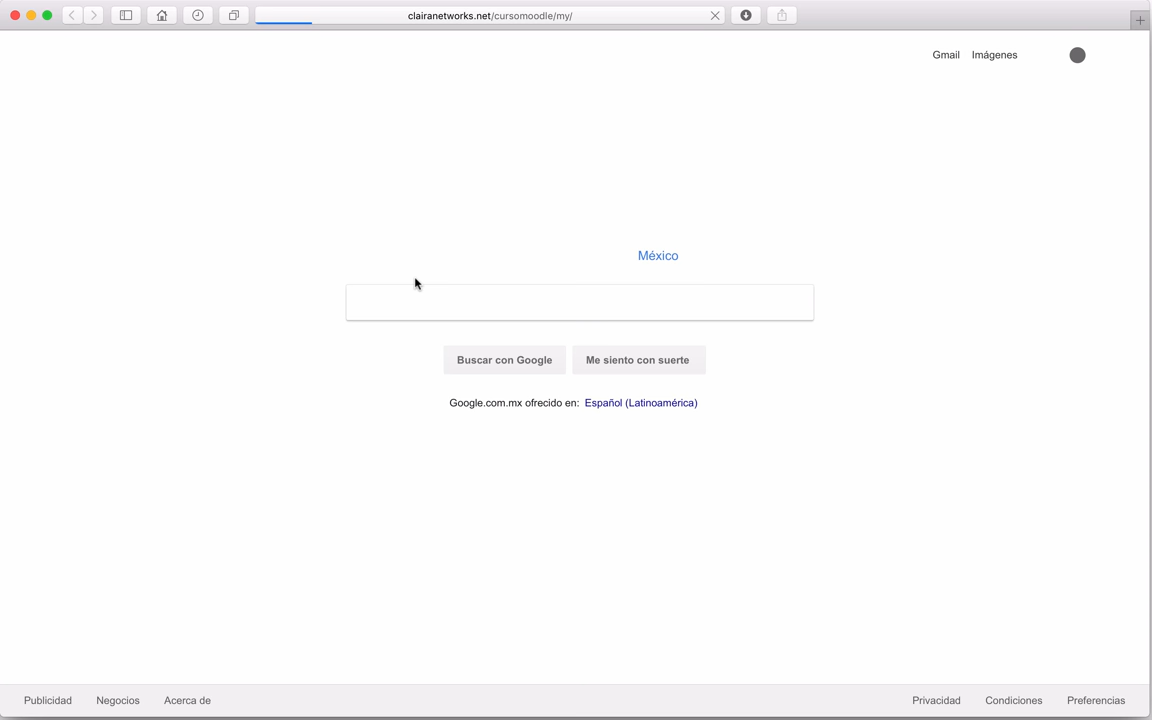 clairanetworks.net/cursomoodle/my/
Gmail Imágenes
México
Buscar con Google Me siento con suerte
Google.com.mx ofrecido en: Español (Latinoamérica)
Publicidad Negocios Acerca de Privacidad Condiciones Preferencias